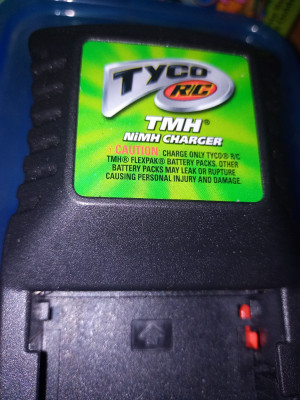 TYCO
R/C
TMH®
NiMH CHARGER
CAUTION: CHARGE ONLY TYCO® R/C
TMH® FLEXPAK® BATTERY PACKS. OTHER
BATTERY PACKS MAY LEAK OR RUPTURE
CAUSING PERSONAL INJURY AND DAMAGE.